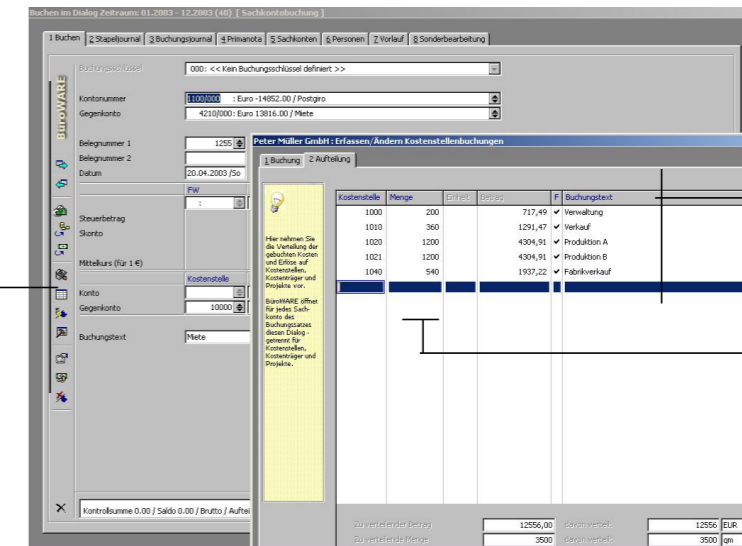 Buchen im Dialog Zeitraum: 01.2003 - 12.2003 (40) [ Sachkontobuchung ]
1 Buchen 2 Stapeljournal 3 Buchungsjournal 4 Primanota 5 Sachkonten 6 Personen 7 Vorlauf 8 Sonderbearbeitung
BüroWARE
Buchungsschlüssel 000: << Kein Buchungsschlüssel definiert >>
Kontonummer 1100/000 : Euro -14852.00 / Postgiro
Gegenkonto 4210/000: Euro 13816.00 / Miete
Belegnummer 1 1255
Belegnummer 2
Datum 20.04.2003 /So
FW
:
Steuerbetrag
Skonto
Mittelkurs (für 1 €)
Kostenstelle
Konto
Gegenkonto 10000
Buchungstext Miete
Kontrollsumme 0.00 / Saldo 0.00 / Brutto /
Peter Müller GmbH : Erfassen/Ändern Kostenstellenbuchungen
1 Buchung 2 Aufteilung
Hier nehmen Sie
die Verteilung der
gebuchten Kosten
und Erlöse auf
Kostenstellen,
Kostenträger und
Projekte vor.
BüroWARE öffnet
für jedes Sach-
konto des
Buchungssatzes
diesen Dialog -
getrennt für
Kostenstellen,
Kostenträger und
Projekte.
Kostenstelle Menge Einheit Betrag F Buchungstext
1000 200 717,49 ✔ Verwaltung
1010 360 1291,47 ✔ Verkauf
1020 1200 4304,91 ✔ Produktion A
1021 1200 4304,91 ✔ Produktion B
1040 540 1937,22 ✔ Fabrikverkauf
Zu verteilender Betrag 12556,00 davon verteilt: 12556 EUR
Zu verteilende Menge 3500 davon verteilt: 3500 qm